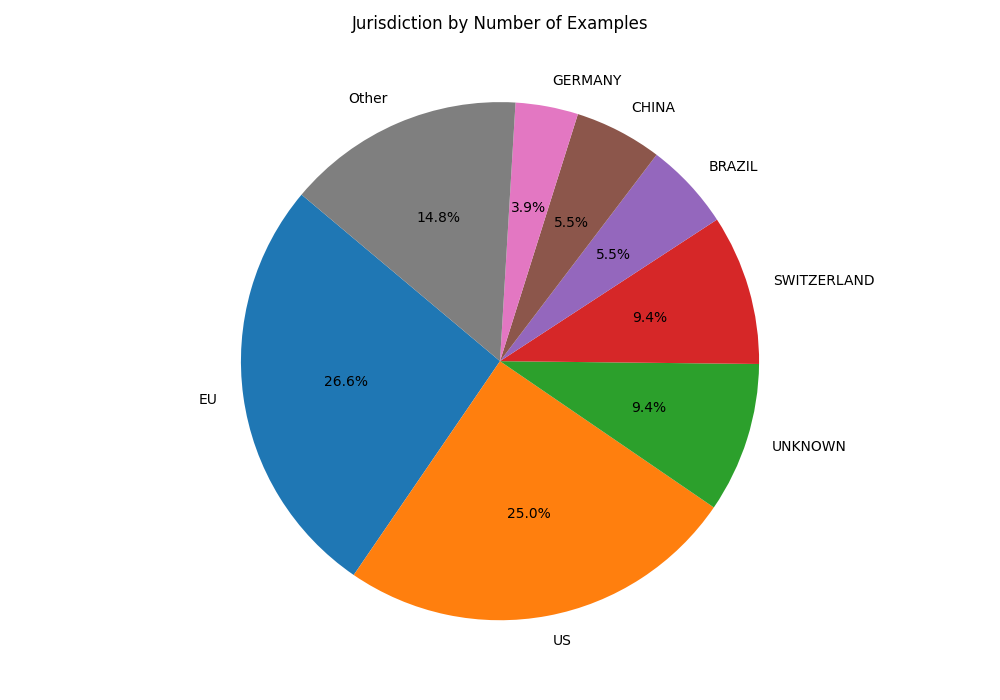 Jurisdiction by Number of Examples
GERMANY
Other
CHINA
BRAZIL
3.9%
14.8%
5.5%
5.5%
SWITZERLAND
9.4%
26.6%
EU
9.4%
UNKNOWN
25.0%
US